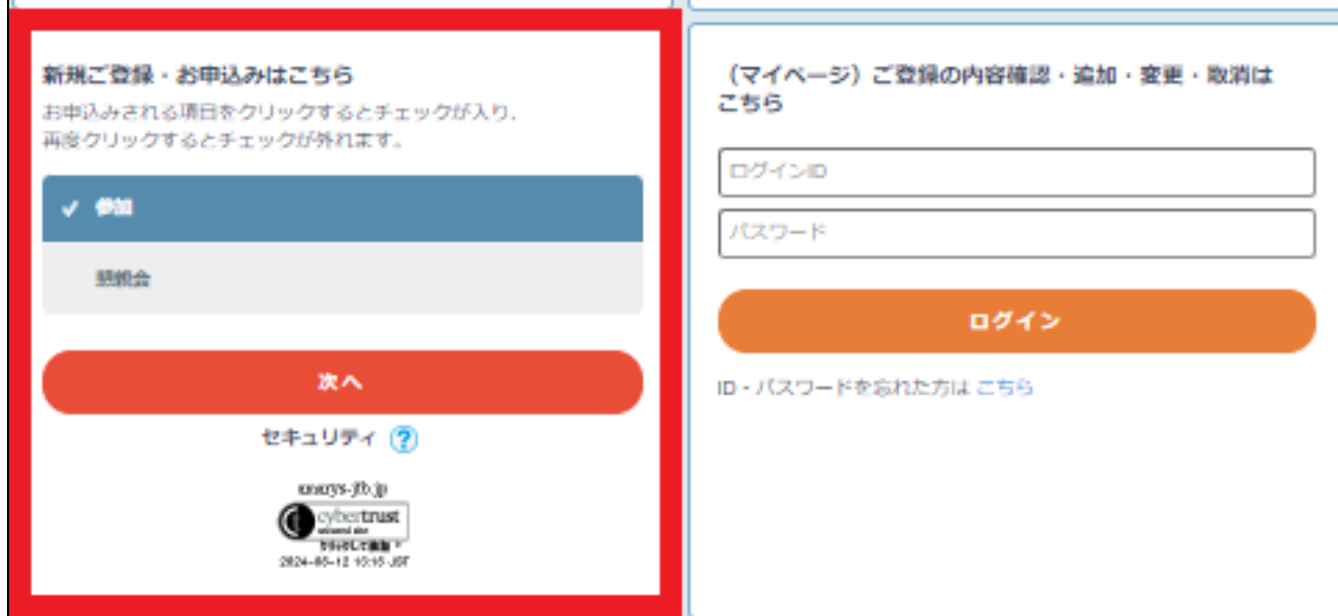 新規ご登録・お申込みはこちら
お申込みされる項目をクリックするとチェックが入り、
再度クリックするとチェックが外れます。
参加
懇親会
次へ
セキュリティ ?
cybertrust
secured site
(マイページ)ご登録の内容確認・追加・変更・取消は
こちら
ログインID
パスワード
ログイン
ID・パスワードを忘れた方は こちら